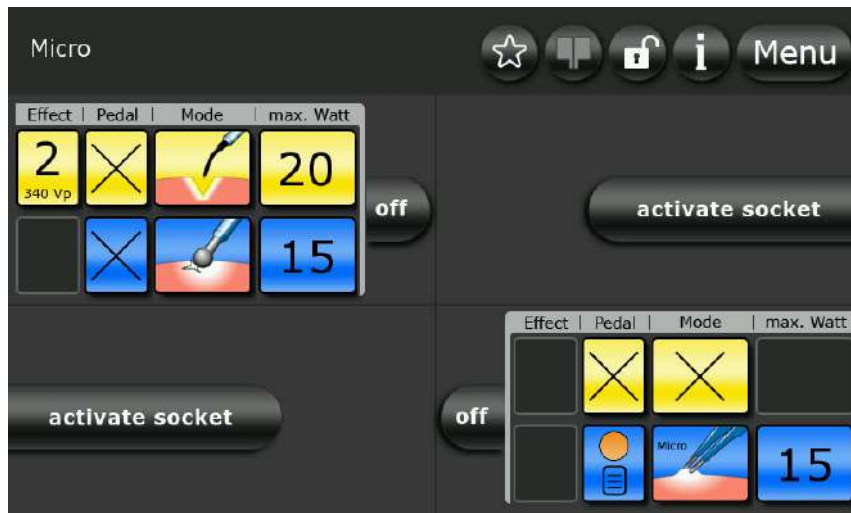 Micro
i
Menu
Effect | Pedal | Mode | max. Watt
2
340 Vp
20
off
activate socket
15
Effect | Pedal | Mode | max. Watt
activate socket
off
Micro
15